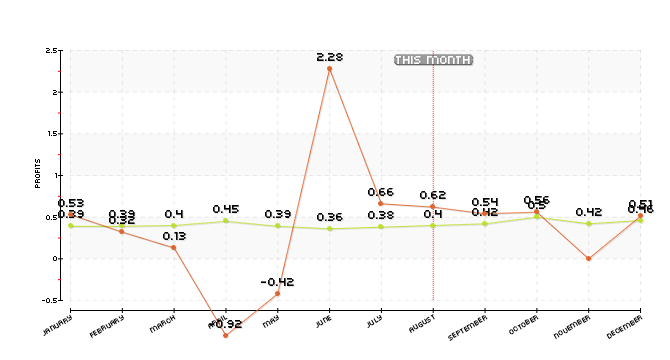 2.5
2.28
THIS MONTH
2
1.5
PROFITS
1
0.53
0.39
0.39
0.32
0.4
0.13
0.45
0.39
0.36
0.66
0.38
0.62
0.4
0.54
0.42
0.56
0.5
0.42
0.51
0.46
0.5
0
-0.42
-0.5
-0.92
JANUARY
FEBRUARY
MARCH
APRIL
MAY
JUNE
JULY
AUGUST
SEPTEMBER
OCTOBER
NOVEMBER
DECEMBER